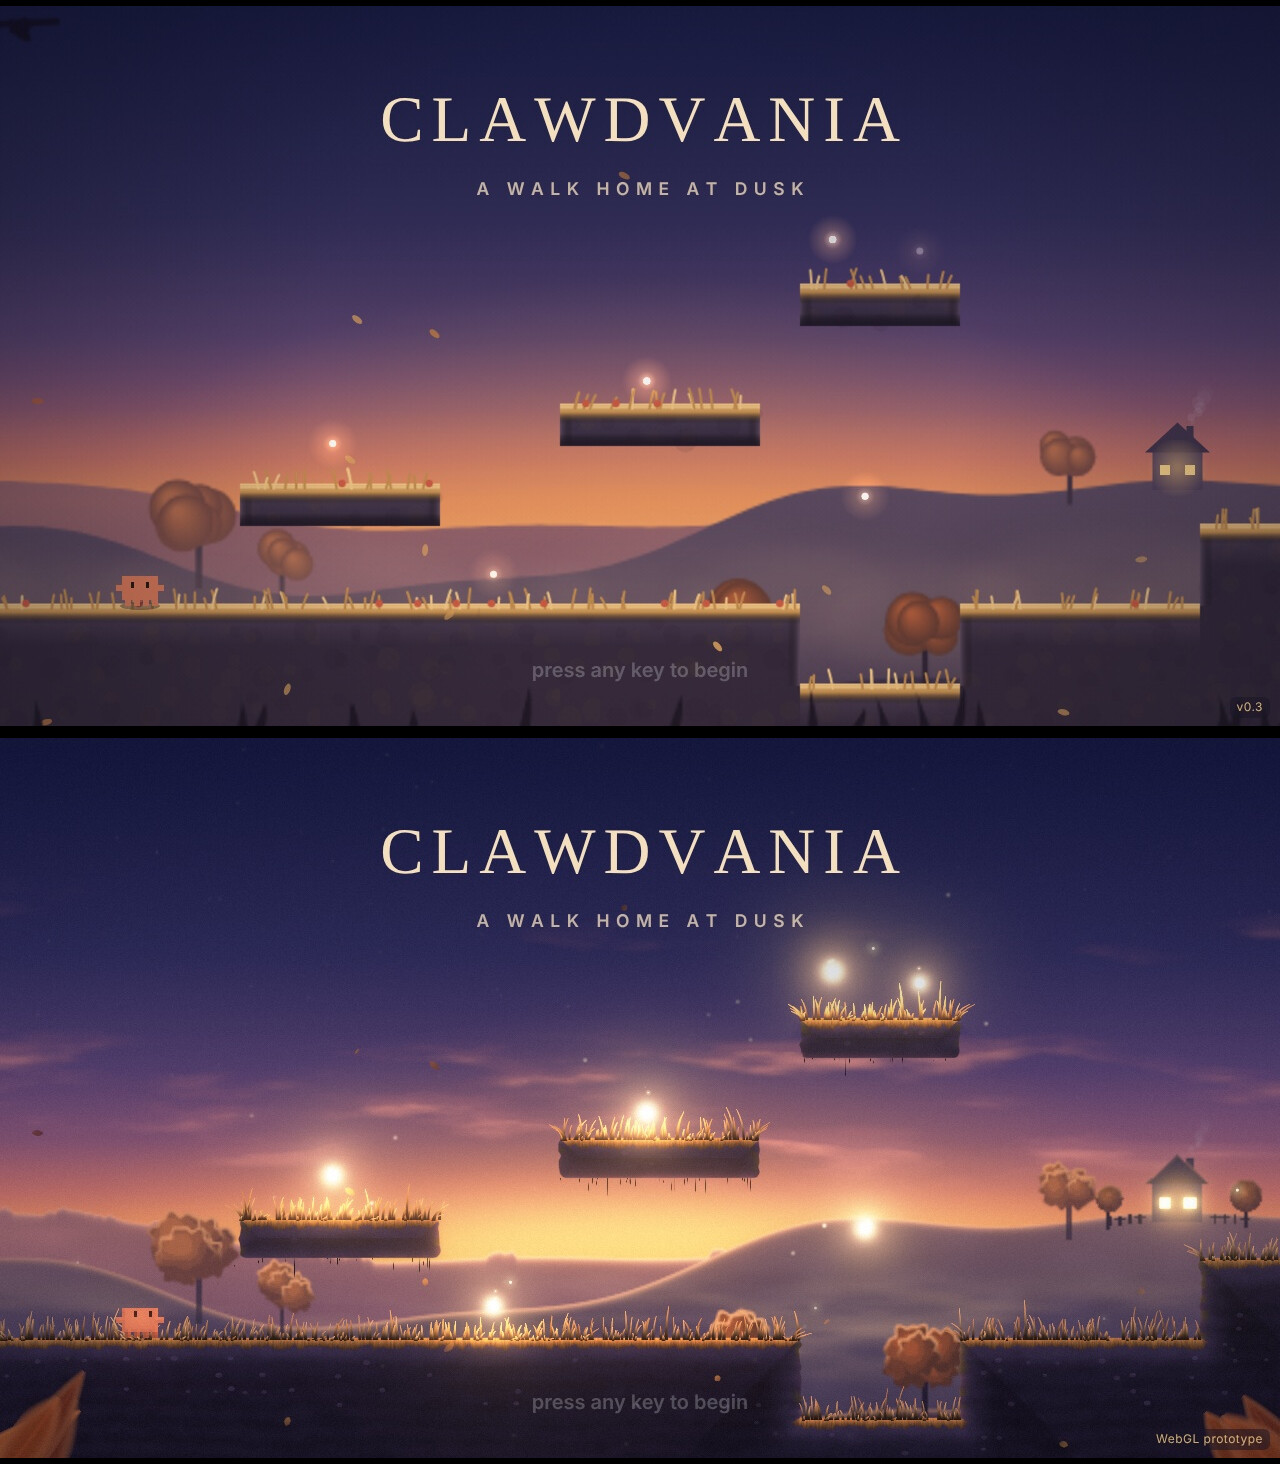 CLAWDVANIA
A WALK HOME AT DUSK
press any key to begin
v0.3
CLAWDVANIA
A WALK HOME AT DUSK
press any key to begin
WebGL prototype